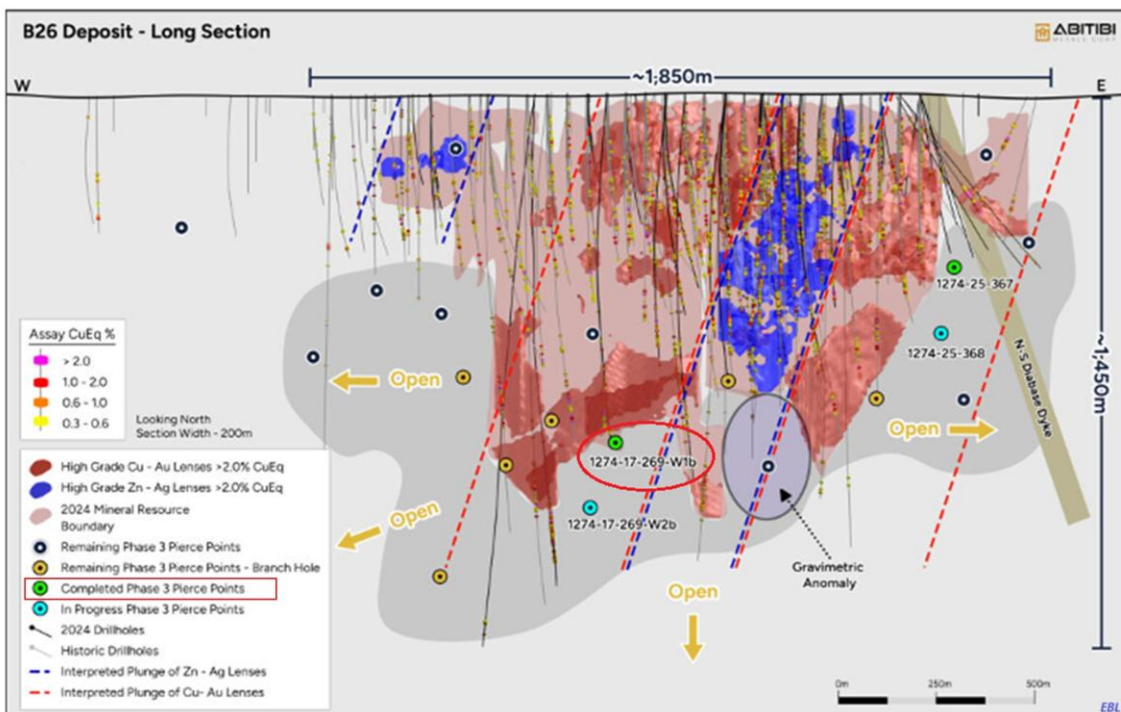 B26 Deposit - Long Section
ABITIBI
METALS CORP
W
~1,850m
E
1274-25-367
1274-25-368
N-S Diabase Dyke
~1,450m
Assay CuEq %
> 2.0
1.0 - 2.0
0.6 - 1.0
0.3 - 0.6
Looking North
Section Width - 200m
Open
Open
1274-17-269-W1b
Open
1274-17-269-W2b
Open
Gravimetric
Anomaly
High Grade Cu - Au Lenses >2.0% CuEq
High Grade Zn - Ag Lenses >2.0% CuEq
2024 Mineral Resource
Boundary
Remaining Phase 3 Pierce Points
Remaining Phase 3 Pierce Points - Branch Hole
Completed Phase 3 Pierce Points
In Progress Phase 3 Pierce Points
2024 Drillholes
Historic Drillholes
Interpreted Plunge of Zn - Ag Lenses
Interpreted Plunge of Cu- Au Lenses
0m 250m 500m
EBL